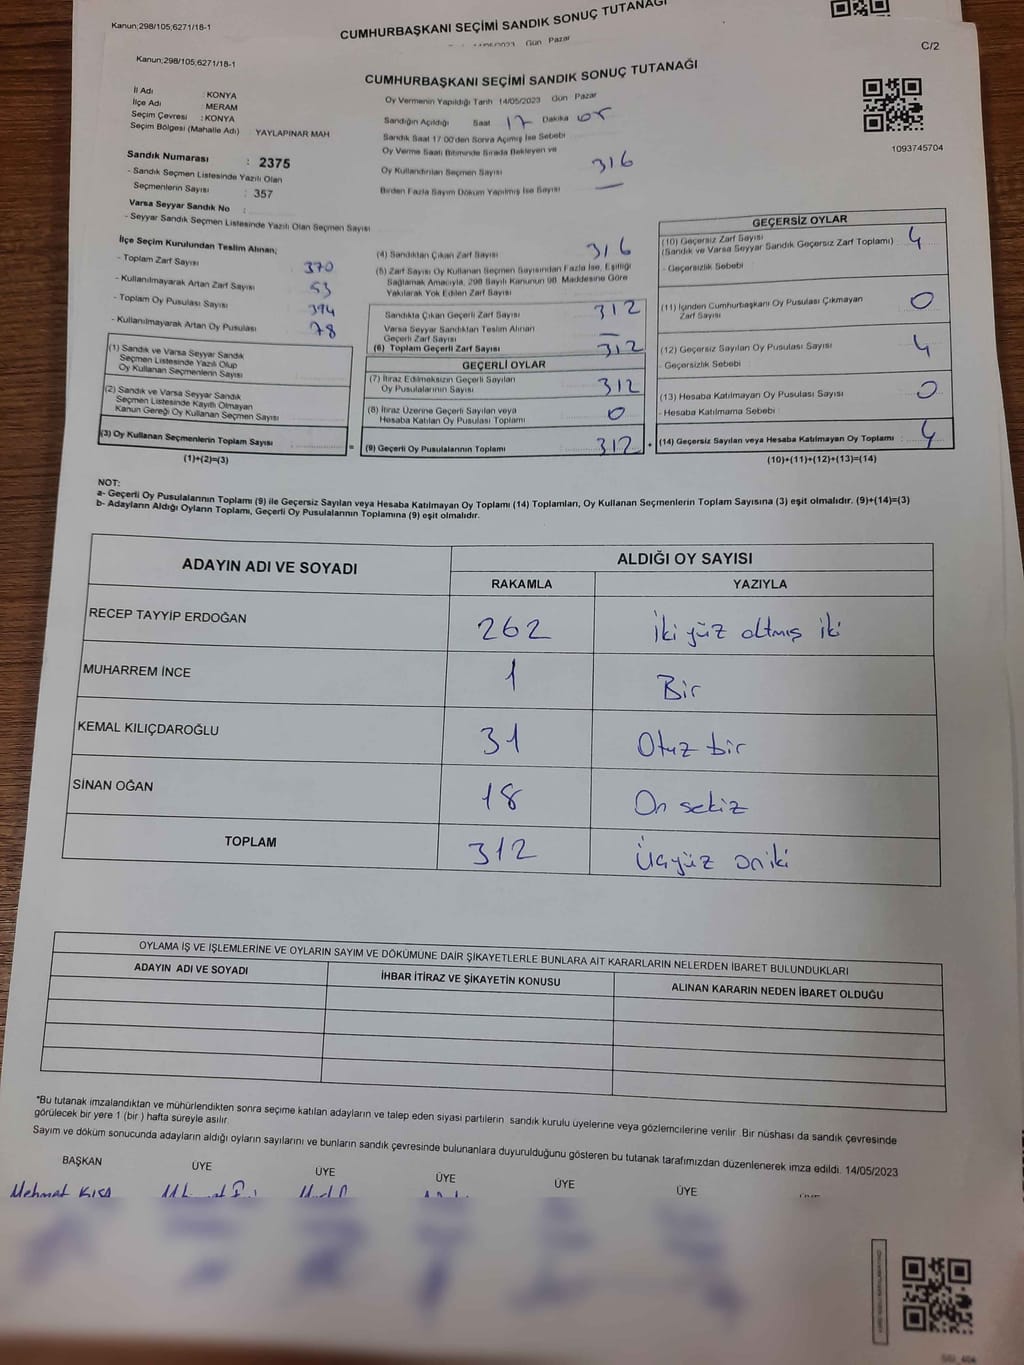 Kanun;298/105;6271/18-1
CUMHURBAŞKANI SEÇİMİ SANDIK SONUÇ TUTANAĞI
Gün Pazar
Kanun;298/105;6271/18-1
C/2
CUMHURBAŞKANI SEÇİMİ SANDIK SONUÇ TUTANAĞI
İl Adı : KONYA
İlçe Adı : MERAM
Seçim Çevresi : KONYA
Seçim Bölgesi (Mahalle Adı) YAYLAPINAR MAH
Sandık Numarası : 2375
- Sandık Seçmen Listesinde Yazılı Olan
Seçmenlerin Sayısı : 357
Varsa Seyyar Sandık No :
- Seyyar Sandık Seçmen Listesinde Yazılı Olan Seçmen Sayısı
Oy Vermenin Yapıldığı Tarih 14/05/2023 Gün Pazar
Sandığın Açıldığı Saat 17 Dakika 05
Sandık Saat 17 00'den Sonra Açımış İse Sebebi
Oy Verme Saati Bitiminde Sırada Bekleyen ve
Oy Kullandırılan Seçmen Sayısı 316
Birden Fazla Sayım Döküm Yapılmış İse Sayısı —
1093745704
İlçe Seçim Kurulundan Teslim Alınan;
- Toplam Zarf Sayısı 370
- Kullanılmayarak Artan Zarf Sayısı 53
- Toplam Oy Pusulası Sayısı 394
- Kullanılmayarak Artan Oy Pusulası 78
(1) Sandık ve Varsa Seyyar Sandık
Seçmen Listesinde Yazılı Olup
Oy Kullanan Seçmenlerin Sayısı
(2) Sandık ve Varsa Seyyar Sandık
Seçmen Listesinde Kayıtlı Olmayan
Kanun Gereği Oy Kullanan Seçmen Sayısı
(3) Oy Kullanan Seçmenlerin Toplam Sayısı
(1)+(2)=(3)
(4) Sandıktan Çıkan Zarf Sayısı 316
(5) Zarf Sayısı Oy Kullanan Seçmen Sayısından Fazla İse, Eşitliği
Sağlamak Amacıyla, 298 Sayılı Kanunun 98. Maddesine Göre
Yakılarak Yok Edilen Zarf Sayısı
Sandıkta Çıkan Geçerli Zarf Sayısı 312
Varsa Seyyar Sandıktan Teslim Alınan
Geçerli Zarf Sayısı —
(6) Toplam Geçerli Zarf Sayısı 312
GEÇERLİ OYLAR
(7) İtiraz Edilmeksizin Geçerli Sayılan
Oy Pusulalarının Sayısı 312
(8) İtiraz Üzerine Geçerli Sayılan veya
Hesaba Katılan Oy Pusulası Toplamı 0
= (9) Geçerli Oy Pusulalarının Toplamı 312 +
GEÇERSİZ OYLAR
(10) Geçersiz Zarf Sayısı 4
(Sandık ve Varsa Seyyar Sandık Geçersiz Zarf Toplamı)
- Geçersizlik Sebebi
(11) İçinden Cumhurbaşkanı Oy Pusulası Çıkmayan
Zarf Sayısı 0
(12) Geçersiz Sayılan Oy Pusulası Sayısı 4
- Geçersizlik Sebebi
(13) Hesaba Katılmayan Oy Pusulası Sayısı 0
- Hesaba Katılmama Sebebi
(14) Geçersiz Sayılan veya Hesaba Katılmayan Oy Toplamı 4
(10)+(11)+(12)+(13)=(14)
NOT:
a- Geçerli Oy Pusulalarının Toplamı (9) ile Geçersiz Sayılan veya Hesaba Katılmayan Oy Toplamı (14) Toplamları, Oy Kullanan Seçmenlerin Toplam Sayısına (3) eşit olmalıdır. (9)+(14)=(3)
b- Adayların Aldığı Oyların Toplamı, Geçerli Oy Pusulalarının Toplamına (9) eşit olmalıdır.
ADAYIN ADI VE SOYADI
ALDIĞI OY SAYISI
RAKAMLA YAZIYLA
RECEP TAYYİP ERDOĞAN 262 İki yüz altmış iki
MUHARREM İNCE 1 Bir
KEMAL KILIÇDAROĞLU 31 Otuz bir
SİNAN OĞAN 18 On sekiz
TOPLAM 312 Üçyüz oniki
OYLAMA İŞ VE İŞLEMLERİNE VE OYLARIN SAYIM VE DÖKÜMÜNE DAİR ŞİKAYETLERLE BUNLARA AİT KARARLARIN NELERDEN İBARET BULUNDUKLARI
ADAYIN ADI VE SOYADI İHBAR İTİRAZ VE ŞİKAYETİN KONUSU ALINAN KARARIN NEDEN İBARET OLDUĞU
*Bu tutanak imzalandıktan ve mühürlendikten sonra seçime katılan adayların ve talep eden siyasi partilerin sandık kurulu üyelerine veya gözlemcilerine verilir Bir nüshası da sandık çevresinde
görülecek bir yere 1 (bir ) hafta süreyle asılır.
Sayım ve döküm sonucunda adayların aldığı oyların sayılarını ve bunların sandık çevresinde bulunanlara duyurulduğunu gösteren bu tutanak tarafımızdan düzenlenerek imza edildi. 14/05/2023
BAŞKAN ÜYE ÜYE ÜYE ÜYE ÜYE
Mehmat KISA